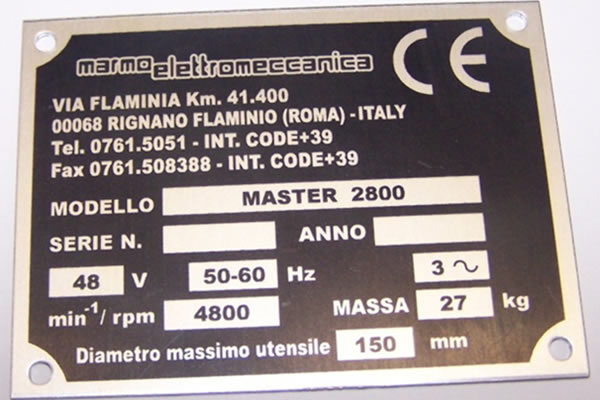 marmoelettromeccanica
CE
VIA FLAMINIA Km. 41.400
00068 RIGNANO FLAMINIO (ROMA) - ITALY
Tel. 0761.5051 - INT. CODE+39
Fax 0761.508388 - INT. CODE+39
MODELLO MASTER 2800
SERIE N. ANNO
48 V 50-60 Hz 3 ~
min-1/ rpm 4800 MASSA 27 kg
Diametro massimo utensile 150 mm